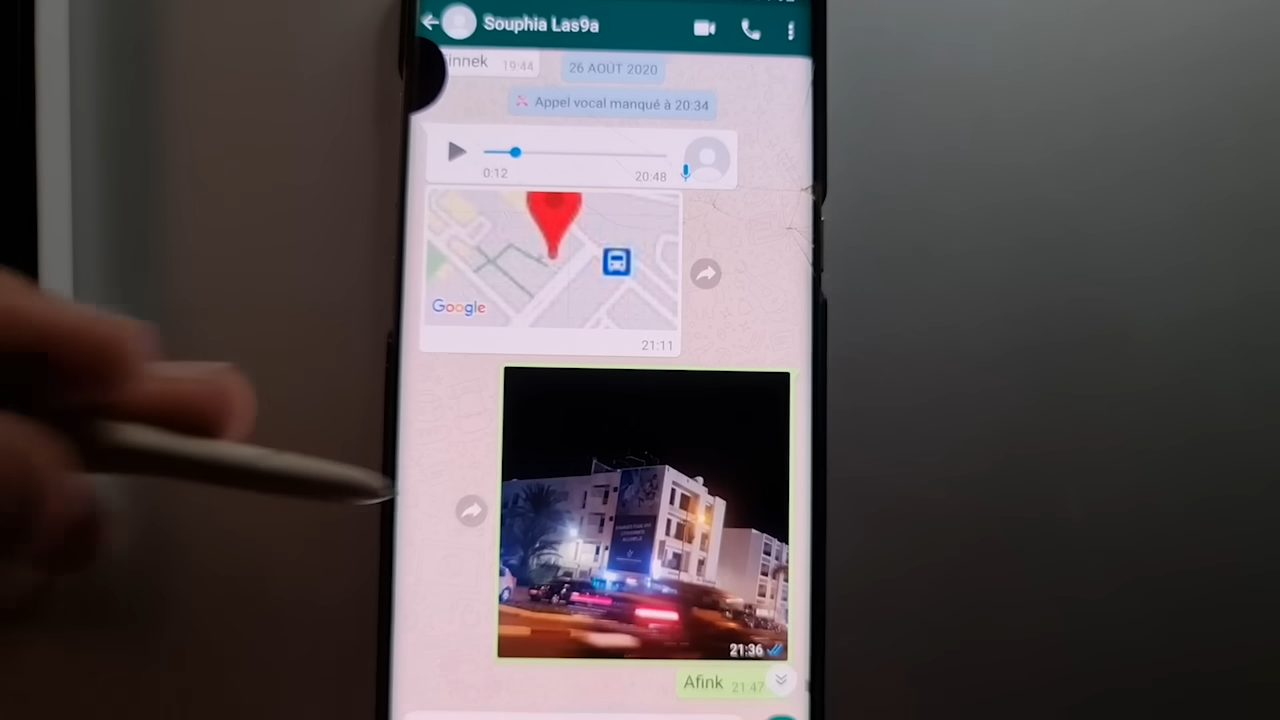 Souphia Las9a
innek 19:44
26 AOÛT 2020
Appel vocal manqué à 20:34
0:12
20:48
Google
21:11
21:36
Afink 21:47